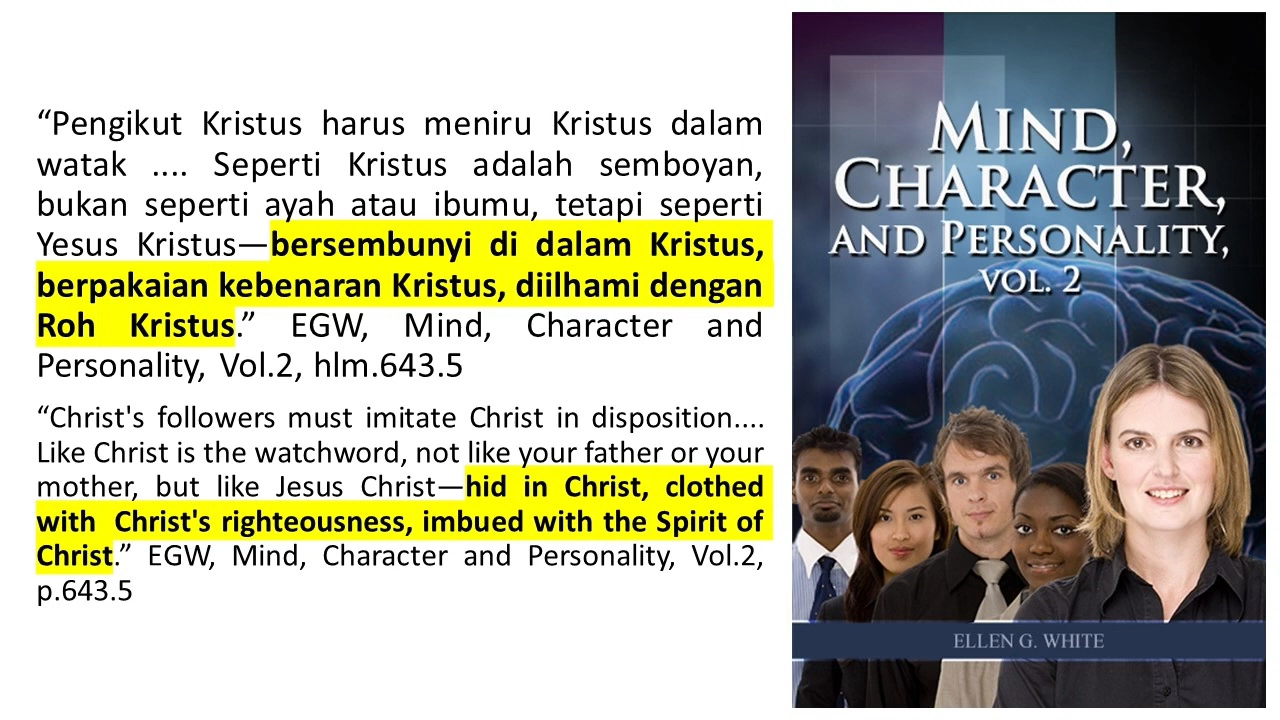 “Pengikut Kristus harus meniru Kristus dalam
watak .... Seperti Kristus adalah semboyan,
bukan seperti ayah atau ibumu, tetapi seperti
Yesus Kristus—bersembunyi di dalam Kristus,
berpakaian kebenaran Kristus, diilhami dengan
Roh Kristus.” EGW, Mind, Character and
Personality, Vol.2, hlm.643.5
“Christ's followers must imitate Christ in disposition....
Like Christ is the watchword, not like your father or your
mother, but like Jesus Christ—hid in Christ, clothed
with Christ's righteousness, imbued with the Spirit of
Christ.” EGW, Mind, Character and Personality, Vol.2,
p.643.5
MIND,
CHARACTER,
AND PERSONALITY,
VOL. 2
ELLEN G. WHITE